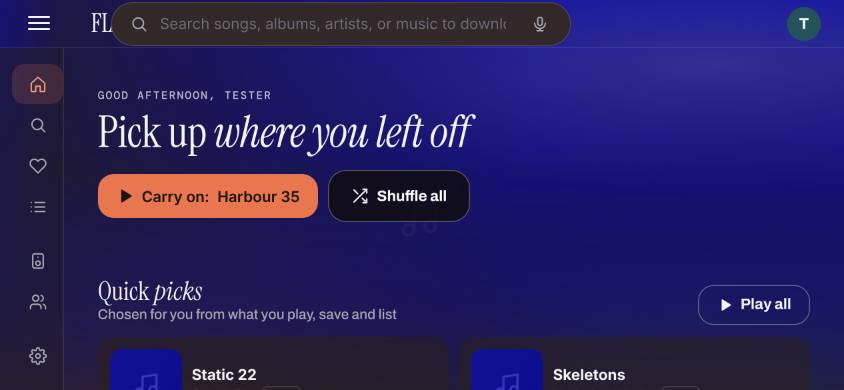 FL
Search songs, albums, artists, or music to downlo
T
GOOD AFTERNOON, TESTER
Pick up where you left off
Carry on: Harbour 35
Shuffle all
Quick picks
Chosen for you from what you play, save and list
Play all
Static 22
Skeletons